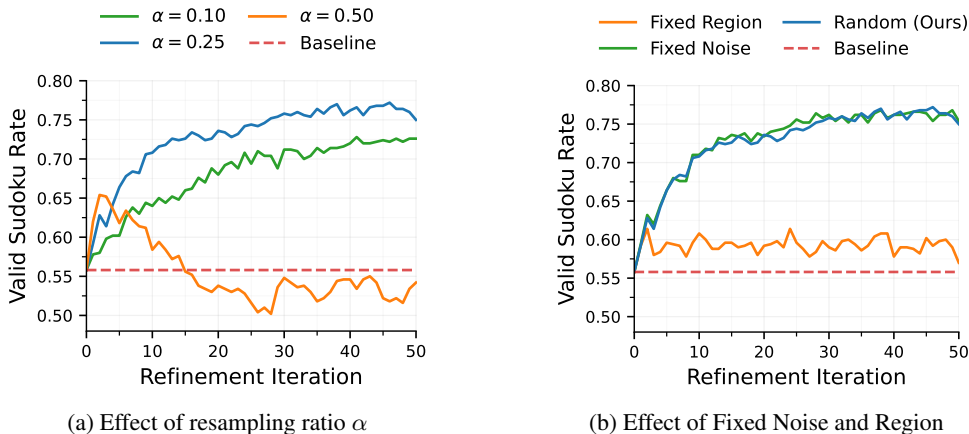 α = 0.10 α = 0.50
α = 0.25 Baseline
Valid Sudoku Rate
0.80
0.75
0.70
0.65
0.60
0.55
0.50
0 10 20 30 40 50
Refinement Iteration
(a) Effect of resampling ratio α
Fixed Region Random (Ours)
Fixed Noise Baseline
Valid Sudoku Rate
0.80
0.75
0.70
0.65
0.60
0.55
0.50
0 10 20 30 40 50
Refinement Iteration
(b) Effect of Fixed Noise and Region